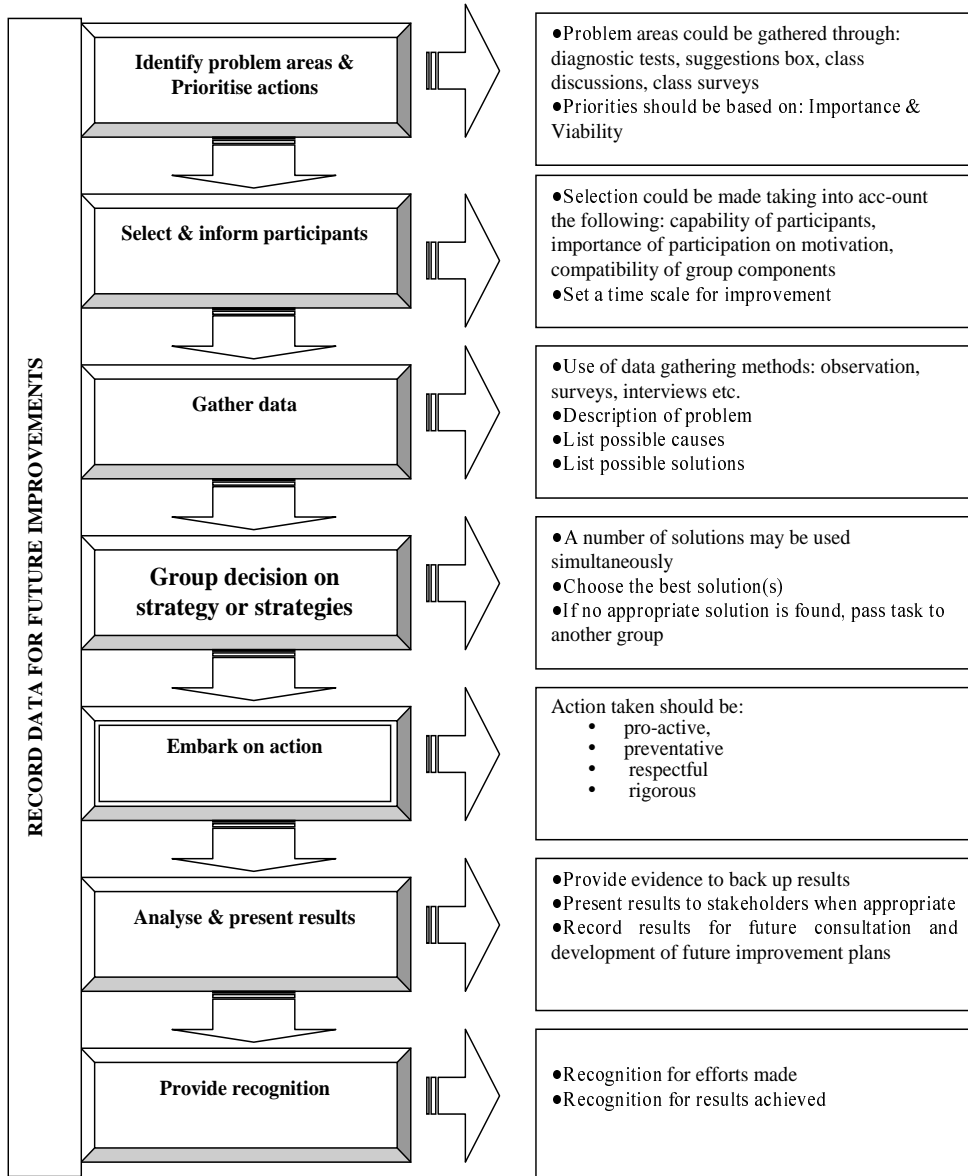 RECORD DATA FOR FUTURE IMPROVEMENTS
Identify problem areas &
Prioritise actions
●Problem areas could be gathered through:
diagnostic tests, suggestions box, class
discussions, class surveys
●Priorities should be based on: Importance &
Viability
Select & inform participants
●Selection could be made taking into acc-ount
the following: capability of participants,
importance of participation on motivation,
compatibility of group components
●Set a time scale for improvement
Gather data
●Use of data gathering methods: observation,
surveys, interviews etc.
●Description of problem
●List possible causes
●List possible solutions
Group decision on
strategy or strategies
●A number of solutions may be used
simultaneously
●Choose the best solution(s)
●If no appropriate solution is found, pass task to
another group
Embark on action
Action taken should be:
• pro-active,
• preventative
• respectful
• rigorous
Analyse & present results
●Provide evidence to back up results
●Present results to stakeholders when appropriate
●Record results for future consultation and
development of future improvement plans
Provide recognition
●Recognition for efforts made
●Recognition for results achieved